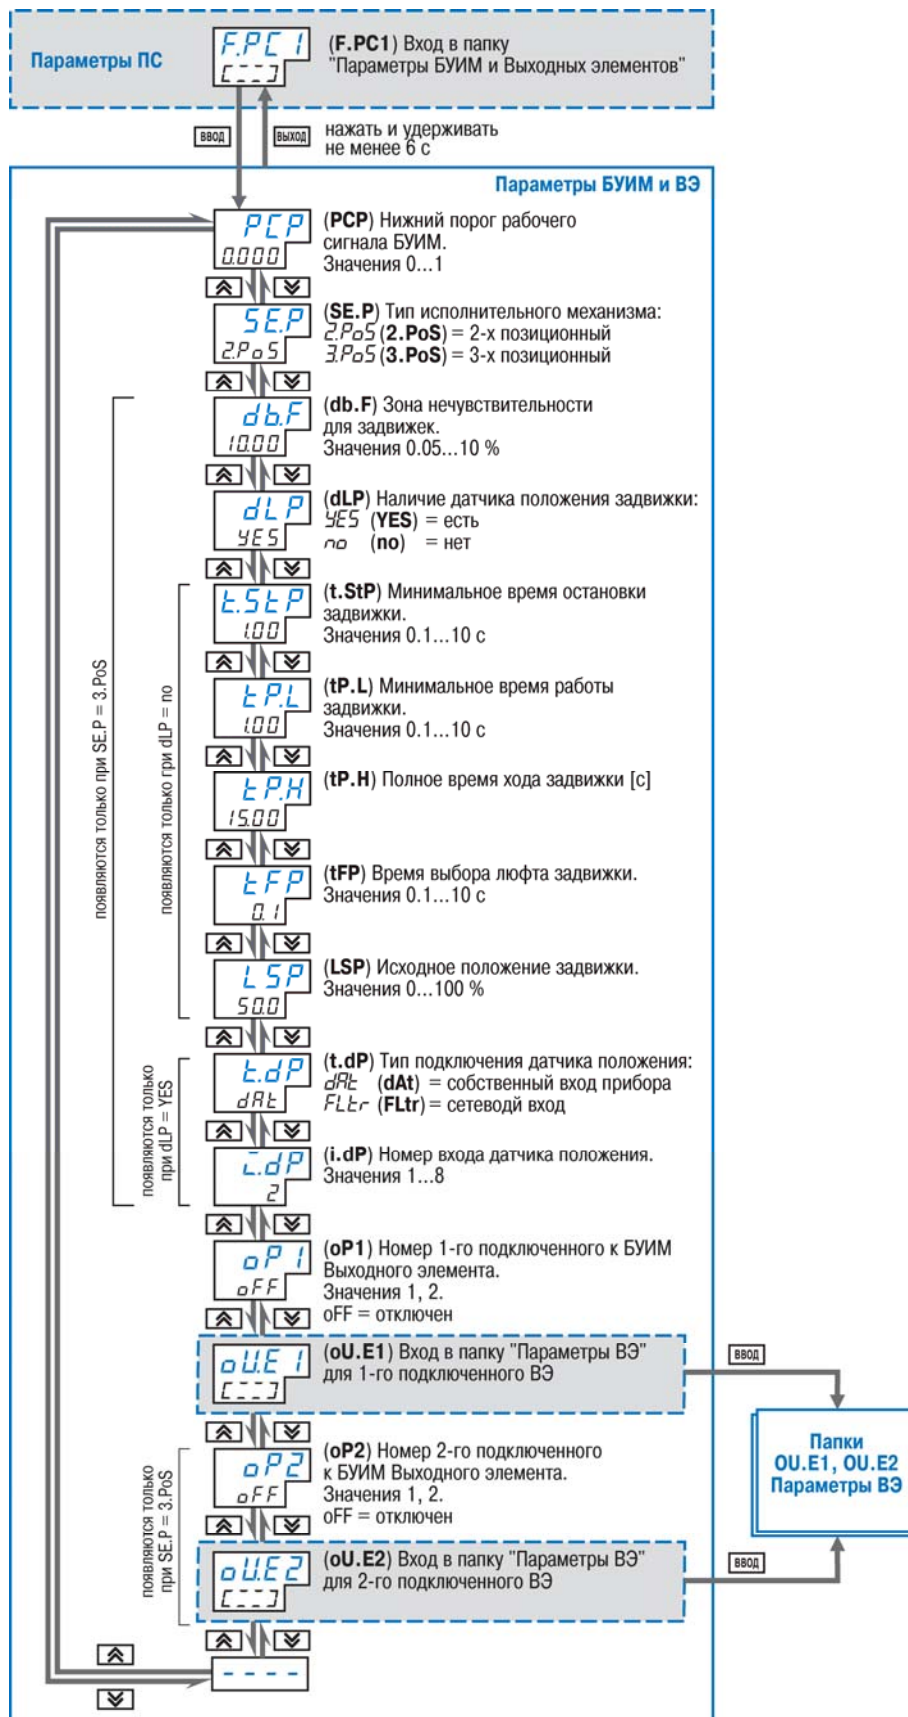 Параметры ПС
F.PC1
[---]
(F.PC1) Вход в папку
"Параметры БУИМ и Выходных элементов"
ВВОД
ВЫХОД
нажать и удерживать
не менее 6 с
Параметры БУИМ и ВЭ
PCP
0.000
(PCP) Нижний порог рабочего
сигнала БУИМ.
Значения 0...1
SE.P
2.PoS
(SE.P) Тип исполнительного механизма:
2.PoS (2.PoS) = 2-х позиционный
3.PoS (3.PoS) = 3-х позиционный
появляются только при SE.P = 3.PoS
db.F
10.00
(db.F) Зона нечувствительности
для задвижек.
Значения 0.05...10 %
dLP
YES
(dLP) Наличие датчика положения задвижки:
YES (YES) = есть
no (no) = нет
появляются только гри dLP = no
t.StP
1.00
(t.StP) Минимальное время остановки
задвижки.
Значения 0.1...10 с
tP.L
1.00
(tP.L) Минимальное время работы
задвижки.
Значения 0.1...10 с
tP.H
15.00
(tP.H) Полное время хода задвижки [с]
tFP
0.1
(tFP) Время выбора люфта задвижки.
Значения 0.1...10 с
LSP
50.0
(LSP) Исходное положение задвижки.
Значения 0...100 %
появляются только
при dLP = YES
t.dP
dAt
(t.dP) Тип подключения датчика положения:
dAt (dAt) = собственный вход прибора
FLtr (FLtr) = сетеводй вход
i.dP
2
(i.dP) Номер входа датчика положения.
Значения 1...8
oP1
oFF
(oP1) Номер 1-го подключенного к БУИМ
Выходного элемента.
Значения 1, 2.
oFF = отключен
oU.E1
[---]
(oU.E1) Вход в папку "Параметры ВЭ"
для 1-го подключенного ВЭ
ВВОД
Папки
OU.E1, OU.E2
Параметры ВЭ
появляются только
при SE.P = 3.PoS
oP2
oFF
(oP2) Номер 2-го подключенного
к БУИМ Выходного элемента.
Значения 1, 2.
oFF = отключен
oU.E2
[---]
(oU.E2) Вход в папку "Параметры ВЭ"
для 2-го подключенного ВЭ
ВВОД
----